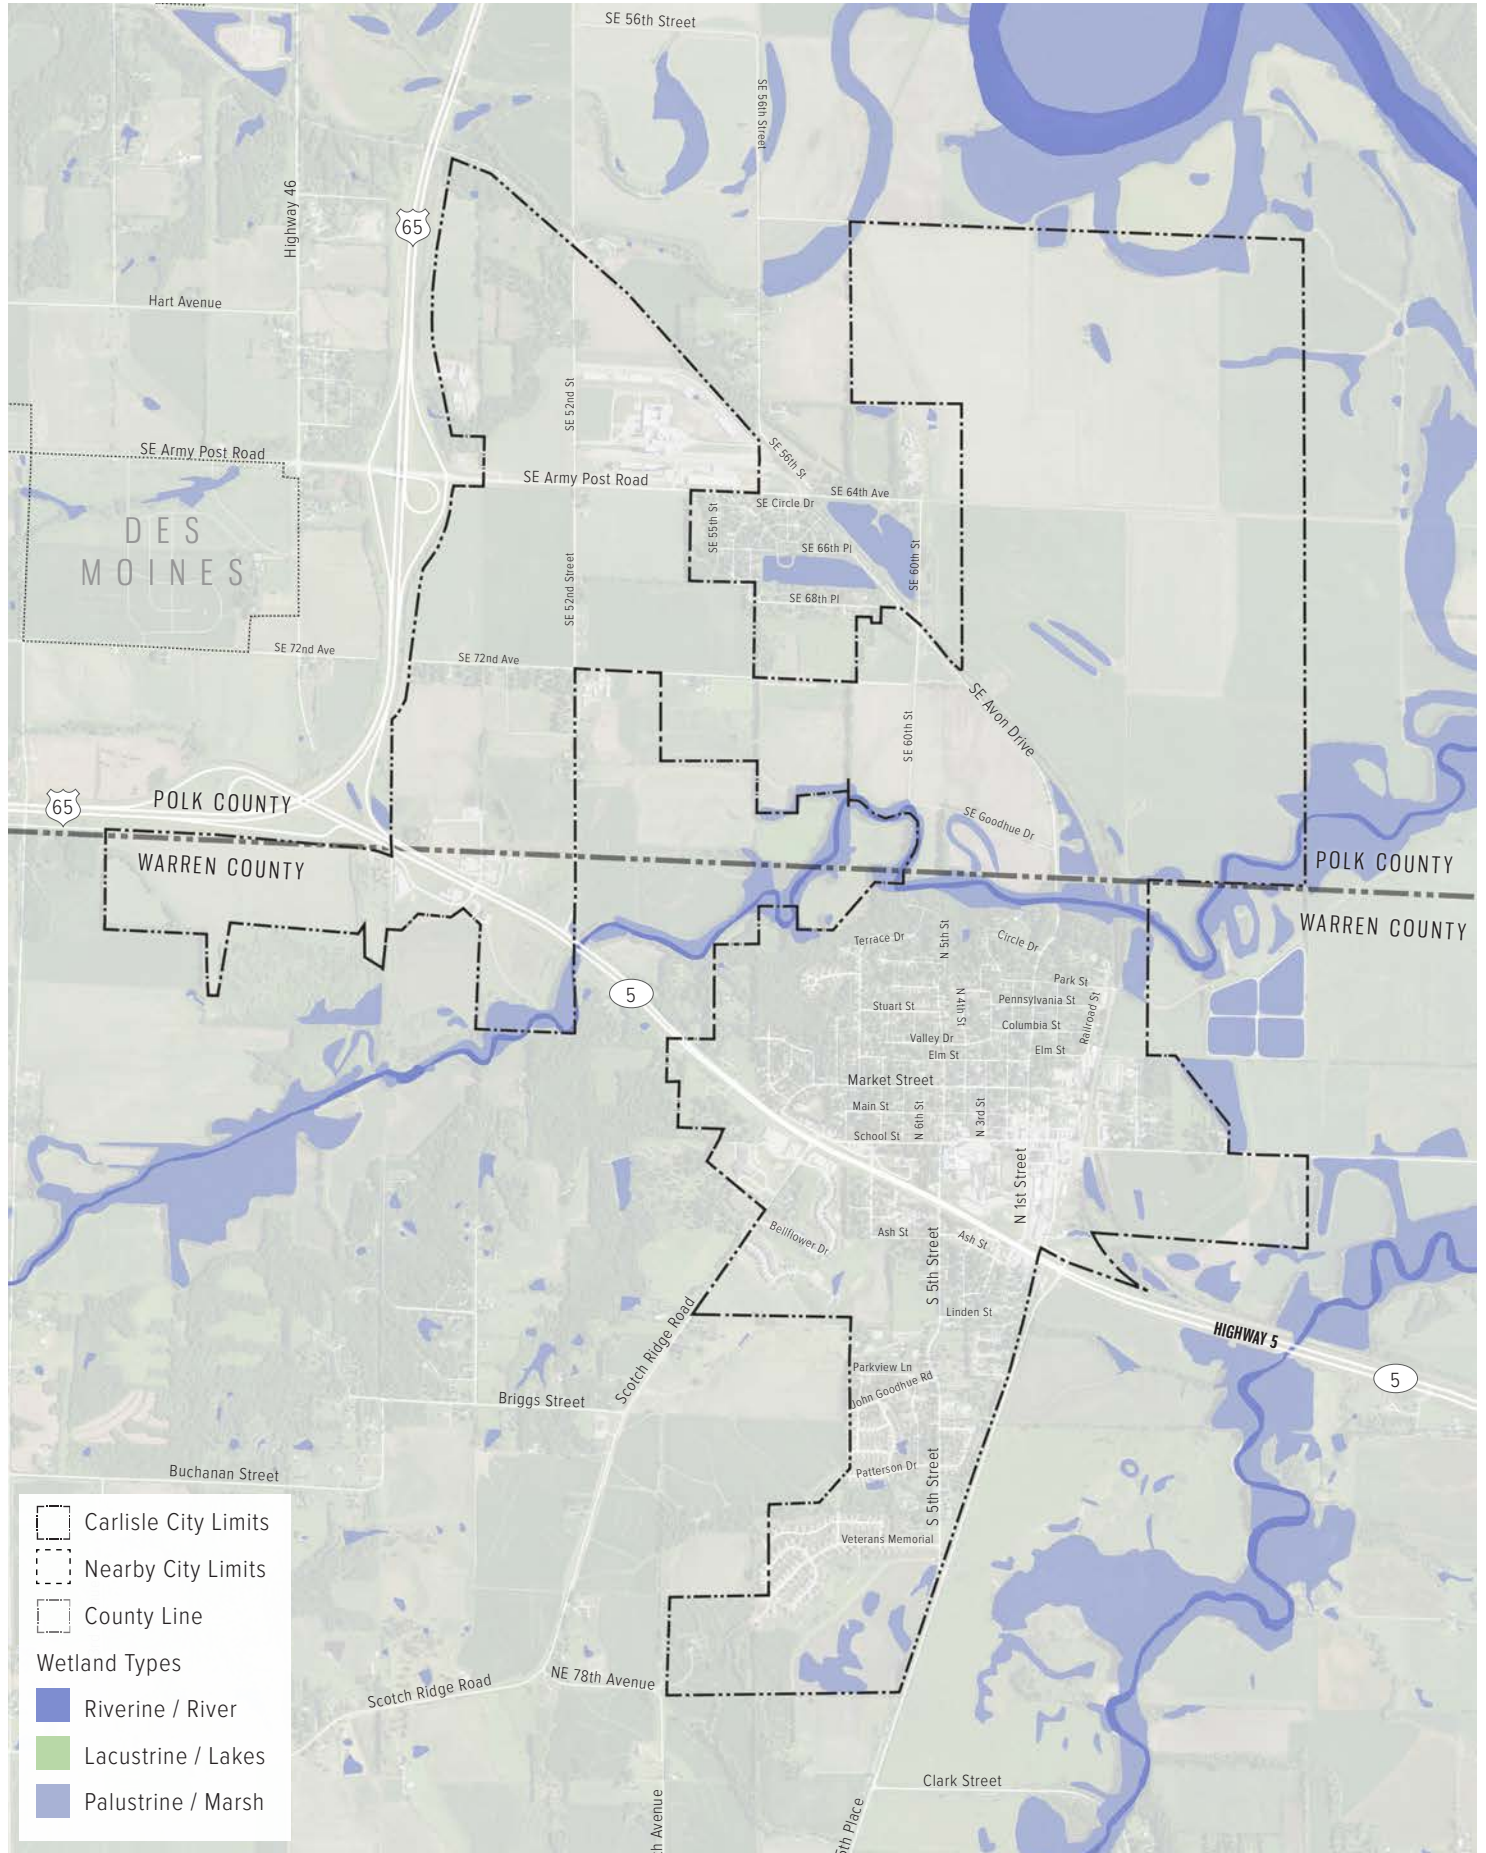 SE 56th Street
SE 56th Street
Highway 46
65
Hart Avenue
SE 52nd St
SE Army Post Road
SE Army Post Road
SE 56th St
SE 64th Ave
SE Circle Dr
SE 55th St
SE 66th Pl
SE 60th St
DES
MOINES
SE 52nd Street
SE 68th Pl
SE 72nd Ave
SE 72nd Ave
SE Avon Drive
SE 60th St
65
POLK COUNTY
SE Goodhue Dr
WARREN COUNTY
POLK COUNTY
WARREN COUNTY
Terrace Dr
N 5th St
Circle Dr
Park St
5
Stuart St
N 4th St
Pennsylvania St
Railroad St
Columbia St
Valley Dr
Elm St
Elm St
Market Street
Main St
N 6th St
N 3rd St
School St
N 1st Street
Bellflower Dr
Ash St
Ash St
S 5th Street
Linden St
HIGHWAY 5
5
Scotch Ridge Road
Parkview Ln
John Goodhue Rd
Briggs Street
Buchanan Street
Patterson Dr
S 5th Street
Veterans Memorial
Carlisle City Limits
Nearby City Limits
County Line
Wetland Types
Riverine / River
Lacustrine / Lakes
Palustrine / Marsh
Scotch Ridge Road
NE 78th Avenue
Clark Street
h Avenue
5th Place